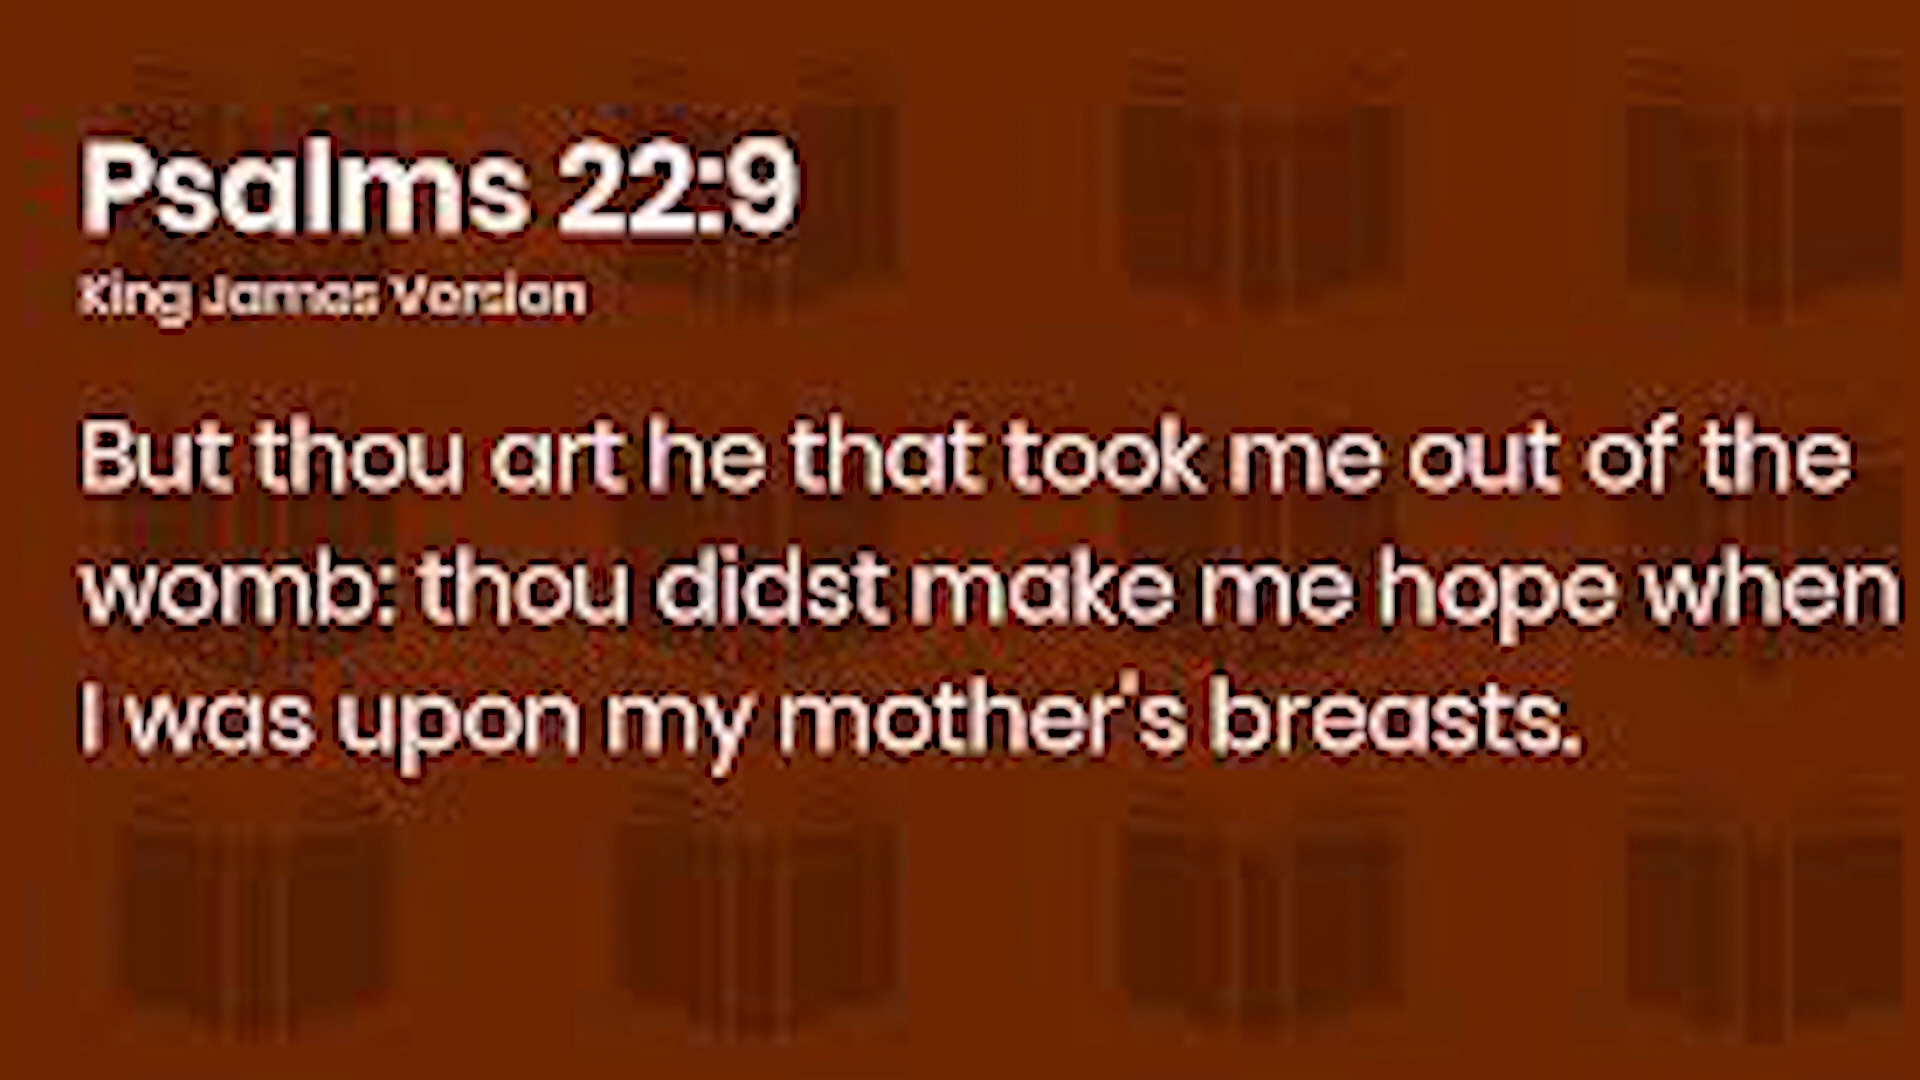 Psalms 22:9
King James Version
But thou art he that took me out of the
womb: thou didst make me hope when
I was upon my mother's breasts.